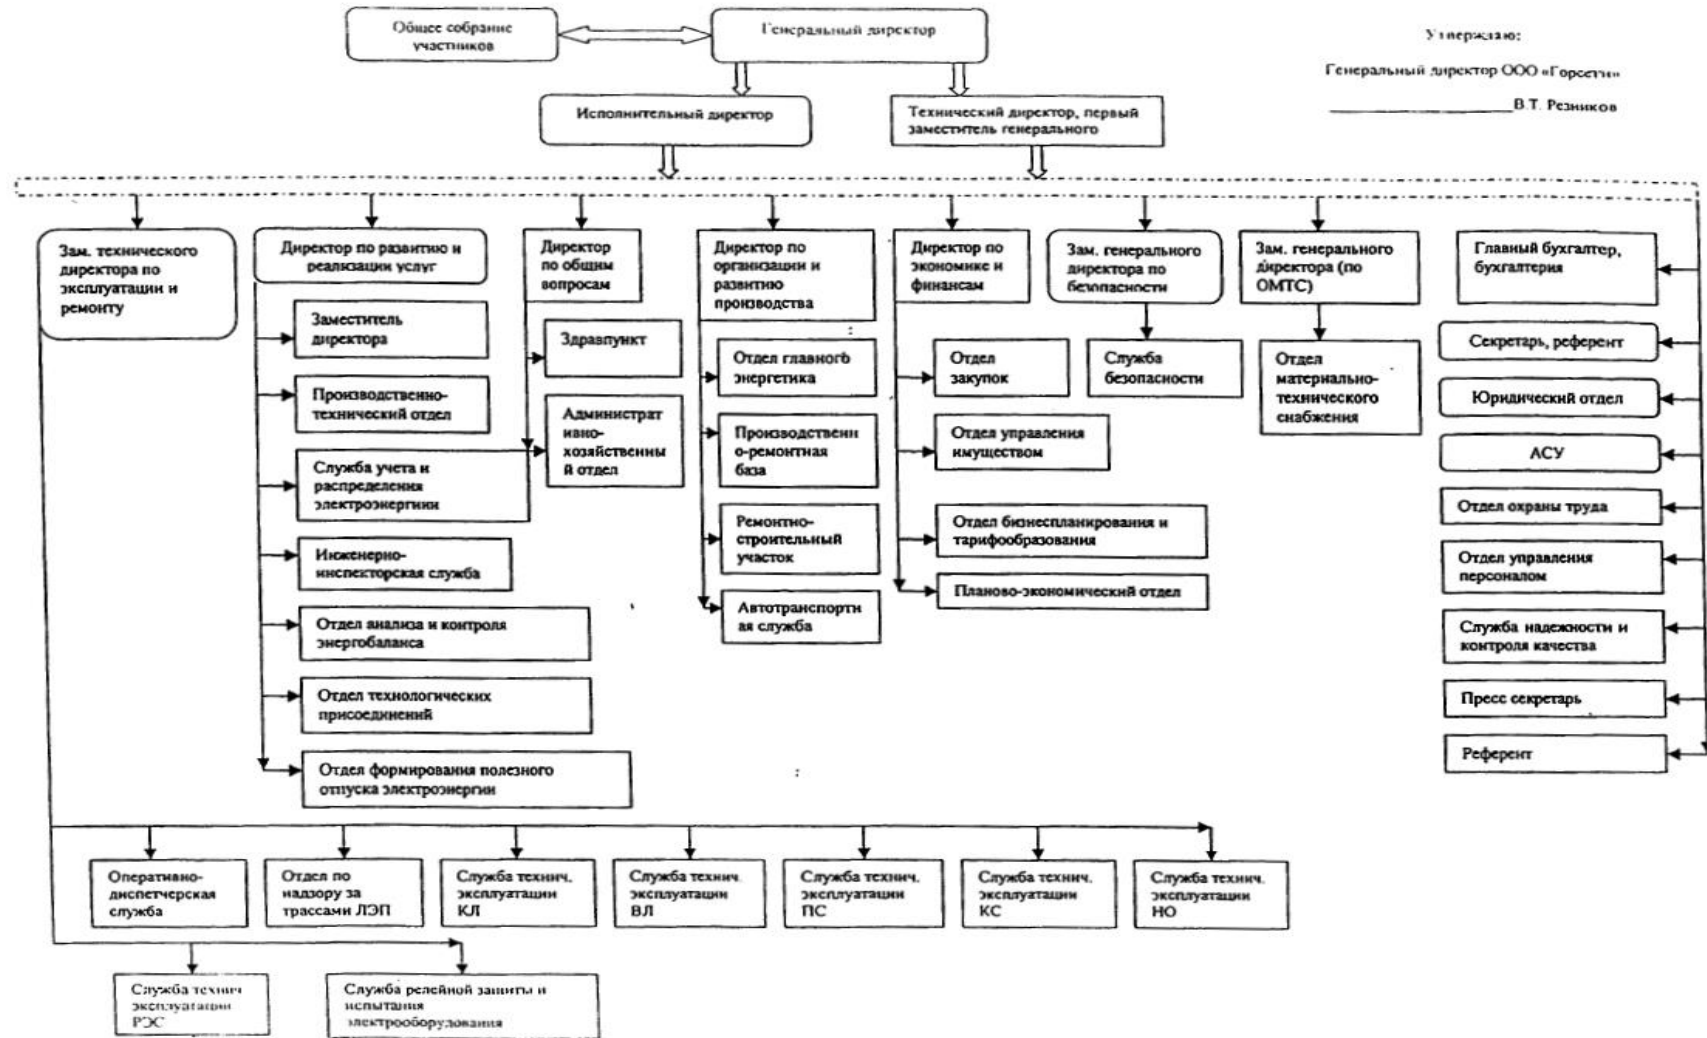 Общее собрание
участников
Генеральный директор
Утверждаю:
Генеральный директор ООО «Горсети»
В.Т. Резников
Исполнительный директор
Технический директор, первый
заместитель генерального
Зам. технического
директора по
эксплуатации и
ремонту
Директор по развитию и
реализации услуг
Директор
по общим
вопросам
Директор по
организации и
развитию
производства
Директор по
экономике и
финансам
Зам. генерального
директора по
безопасности
Зам. генерального
директора (по
ОМТС)
Главный бухгалтер,
бухгалтерия
Заместитель
директора
Производственно-
технический отдел
Служба учета и
распределения
электроэнергиии
Инженерно-
инспекторская служба
Отдел анализа и контроля
энергобаланса
Отдел технологических
присоединений
Отдел формирования полезного
отпуска электроэнергии
Здравпункт
Административ
ивно-
хозяйственны
й отдел
Отдел главного
энергетика
Производственн
о-ремонтная
база
Ремонтно-
строительный
участок
Автотранспортн
ая служба
Отдел
закупок
Отдел управления
имуществом
Отдел бизнеспланирования и
тарифообразования
Планово-экономический отдел
Служба
безопасности
Отдел
материально-
технического
снабжения
Секретарь, референт
Юридический отдел
АСУ
Отдел охраны труда
Отдел управления
персоналом
Служба надежности и
контроля качества
Пресс секретарь
Референт
Оперативно-
диспетчерская
служба
Отдел по
надзору за
трассами ЛЭП
Служба технич.
эксплуатации
КЛ
Служба технич.
эксплуатации
ВЛ
Служба технич.
эксплуатации
ПС
Служба технич.
эксплуатации
КС
Служба технич.
эксплуатации
НО
Служба технич
эксплуатации
РЭС
Служба релейной защиты и
испытания
электрооборудования